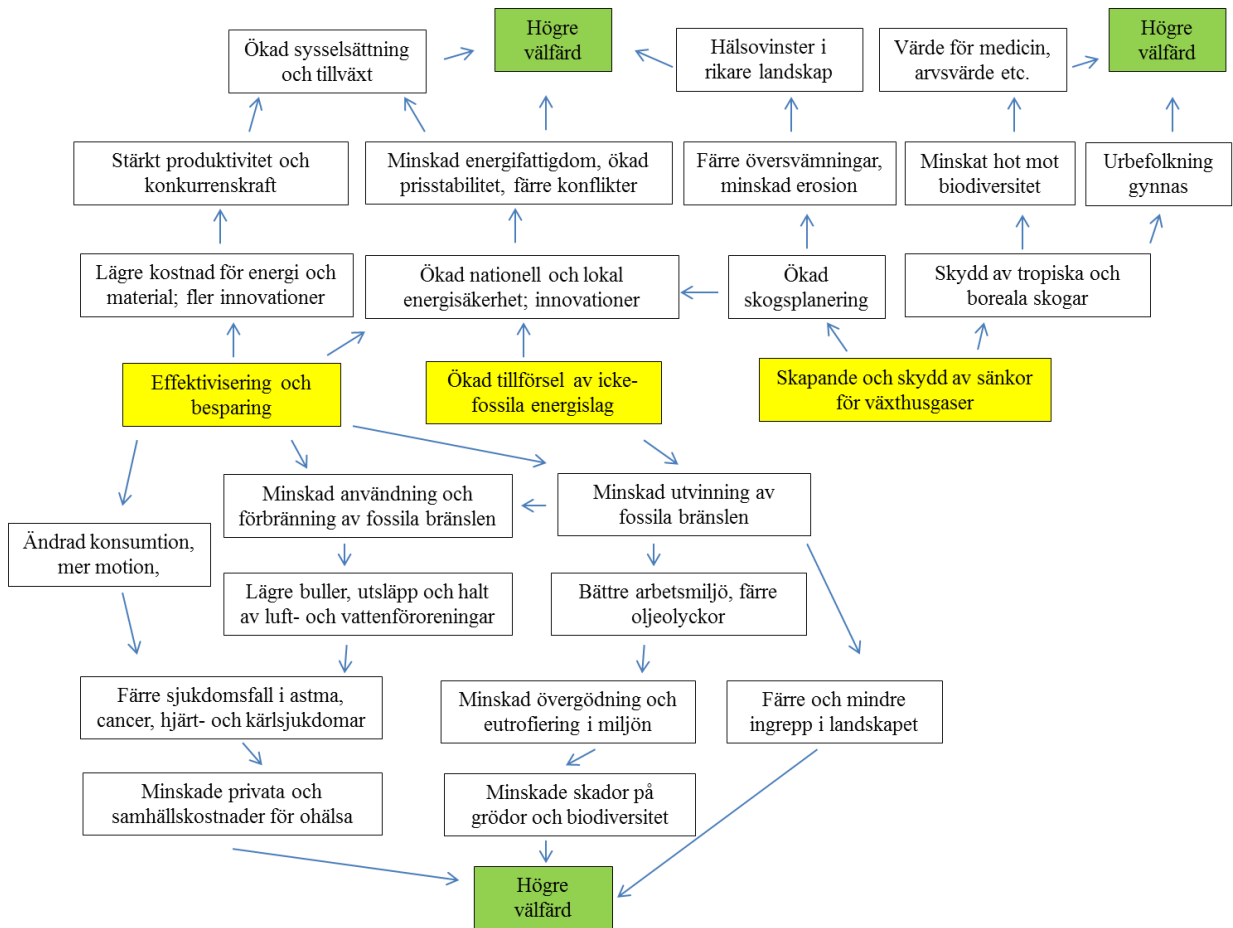 Ökad sysselsättning
och tillväxt
Högre
välfärd
Hälsovinster i
rikare landskap
Värde för medicin,
arvsvärde etc.
Högre
välfärd
Stärkt produktivitet och
konkurrenskraft
Minskad energifattigdom, ökad
prisstabilitet, färre konflikter
Färre översvämningar,
minskad erosion
Minskat hot mot
biodiversitet
Urbefolkning
gynnas
Lägre kostnad för energi och
material; fler innovationer
Ökad nationell och lokal
energisäkerhet; innovationer
Ökad
skogsplanering
Skydd av tropiska och
boreala skogar
Effektivisering och
besparing
Ökad tillförsel av icke-
fossila energislag
Skapande och skydd av sänkor
för växthusgaser
Minskad användning och
förbränning av fossila bränslen
Minskad utvinning av
fossila bränslen
Ändrad konsumtion,
mer motion,
Lägre buller, utsläpp och halt
av luft- och vattenföroreningar
Bättre arbetsmiljö, färre
oljeolyckor
Färre sjukdomsfall i astma,
cancer, hjärt- och kärlsjukdomar
Minskad övergödning och
eutrofiering i miljön
Färre och mindre
ingrepp i landskapet
Minskade privata och
samhällskostnader för ohälsa
Minskade skador på
grödor och biodiversitet
Högre
välfärd